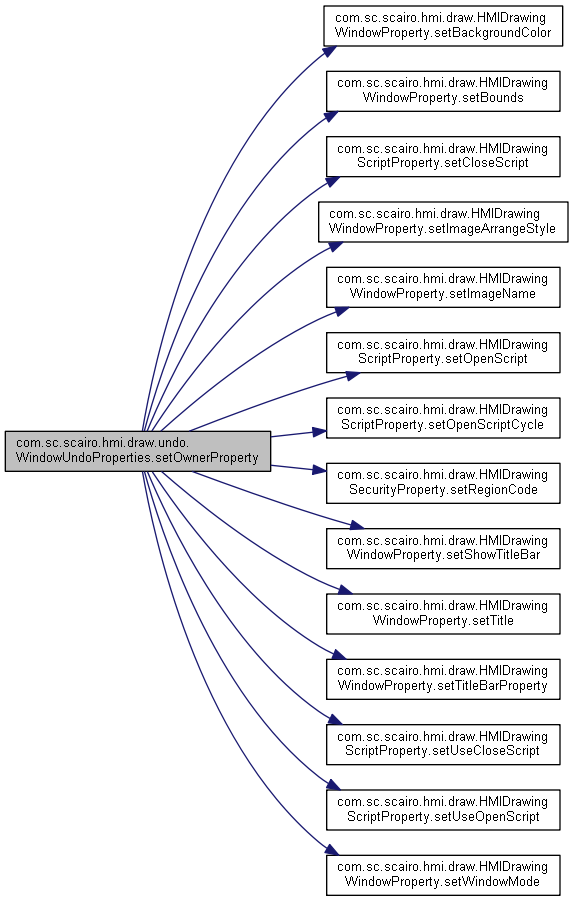 com.sc.scairo.hmi.draw.HMIDrawing
WindowProperty.setBackgroundColor
com.sc.scairo.hmi.draw.HMIDrawing
WindowProperty.setBounds
com.sc.scairo.hmi.draw.HMIDrawing
ScriptProperty.setCloseScript
com.sc.scairo.hmi.draw.HMIDrawing
WindowProperty.setImageArrangeStyle
com.sc.scairo.hmi.draw.HMIDrawing
WindowProperty.setImageName
com.sc.scairo.hmi.draw.HMIDrawing
ScriptProperty.setOpenScript
com.sc.scairo.hmi.draw.HMIDrawing
ScriptProperty.setOpenScriptCycle
com.sc.scairo.hmi.draw.undo.
WindowUndoProperties.setOwnerProperty
com.sc.scairo.hmi.draw.HMIDrawing
SecurityProperty.setRegionCode
com.sc.scairo.hmi.draw.HMIDrawing
WindowProperty.setShowTitleBar
com.sc.scairo.hmi.draw.HMIDrawing
WindowProperty.setTitle
com.sc.scairo.hmi.draw.HMIDrawing
WindowProperty.setTitleBarProperty
com.sc.scairo.hmi.draw.HMIDrawing
ScriptProperty.setUseCloseScript
com.sc.scairo.hmi.draw.HMIDrawing
ScriptProperty.setUseOpenScript
com.sc.scairo.hmi.draw.HMIDrawing
WindowProperty.setWindowMode